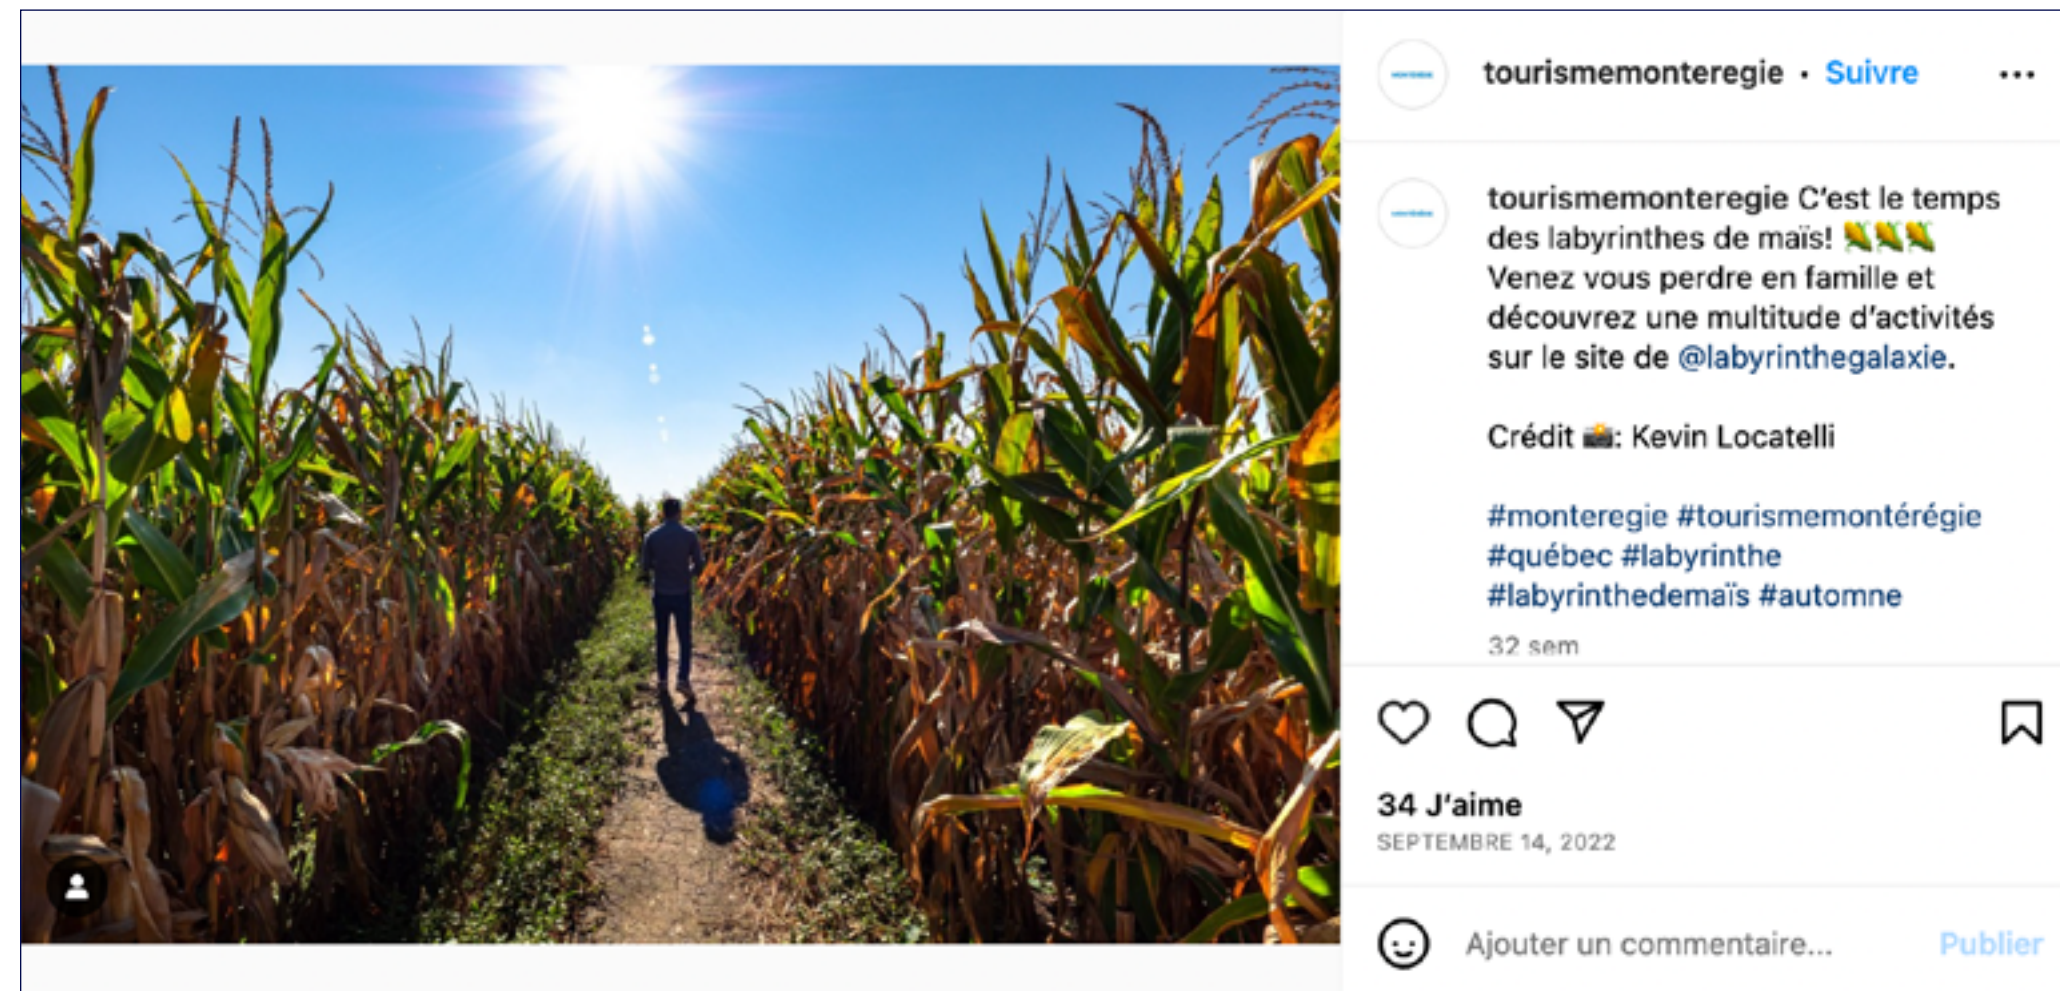 tourismemonteregie · Suivre
tourismemonteregie C'est le temps
des labyrinthes de maïs! 🌽🌽🌽
Venez vous perdre en famille et
découvrez une multitude d'activités
sur le site de @labyrinthegalaxie.
Crédit 📸: Kevin Locatelli
#monteregie #tourismemontérégie
#québec #labyrinthe
#labyrinthedemaïs #automne
32 sem
34 J'aime
SEPTEMBRE 14, 2022
Ajouter un commentaire... Publier